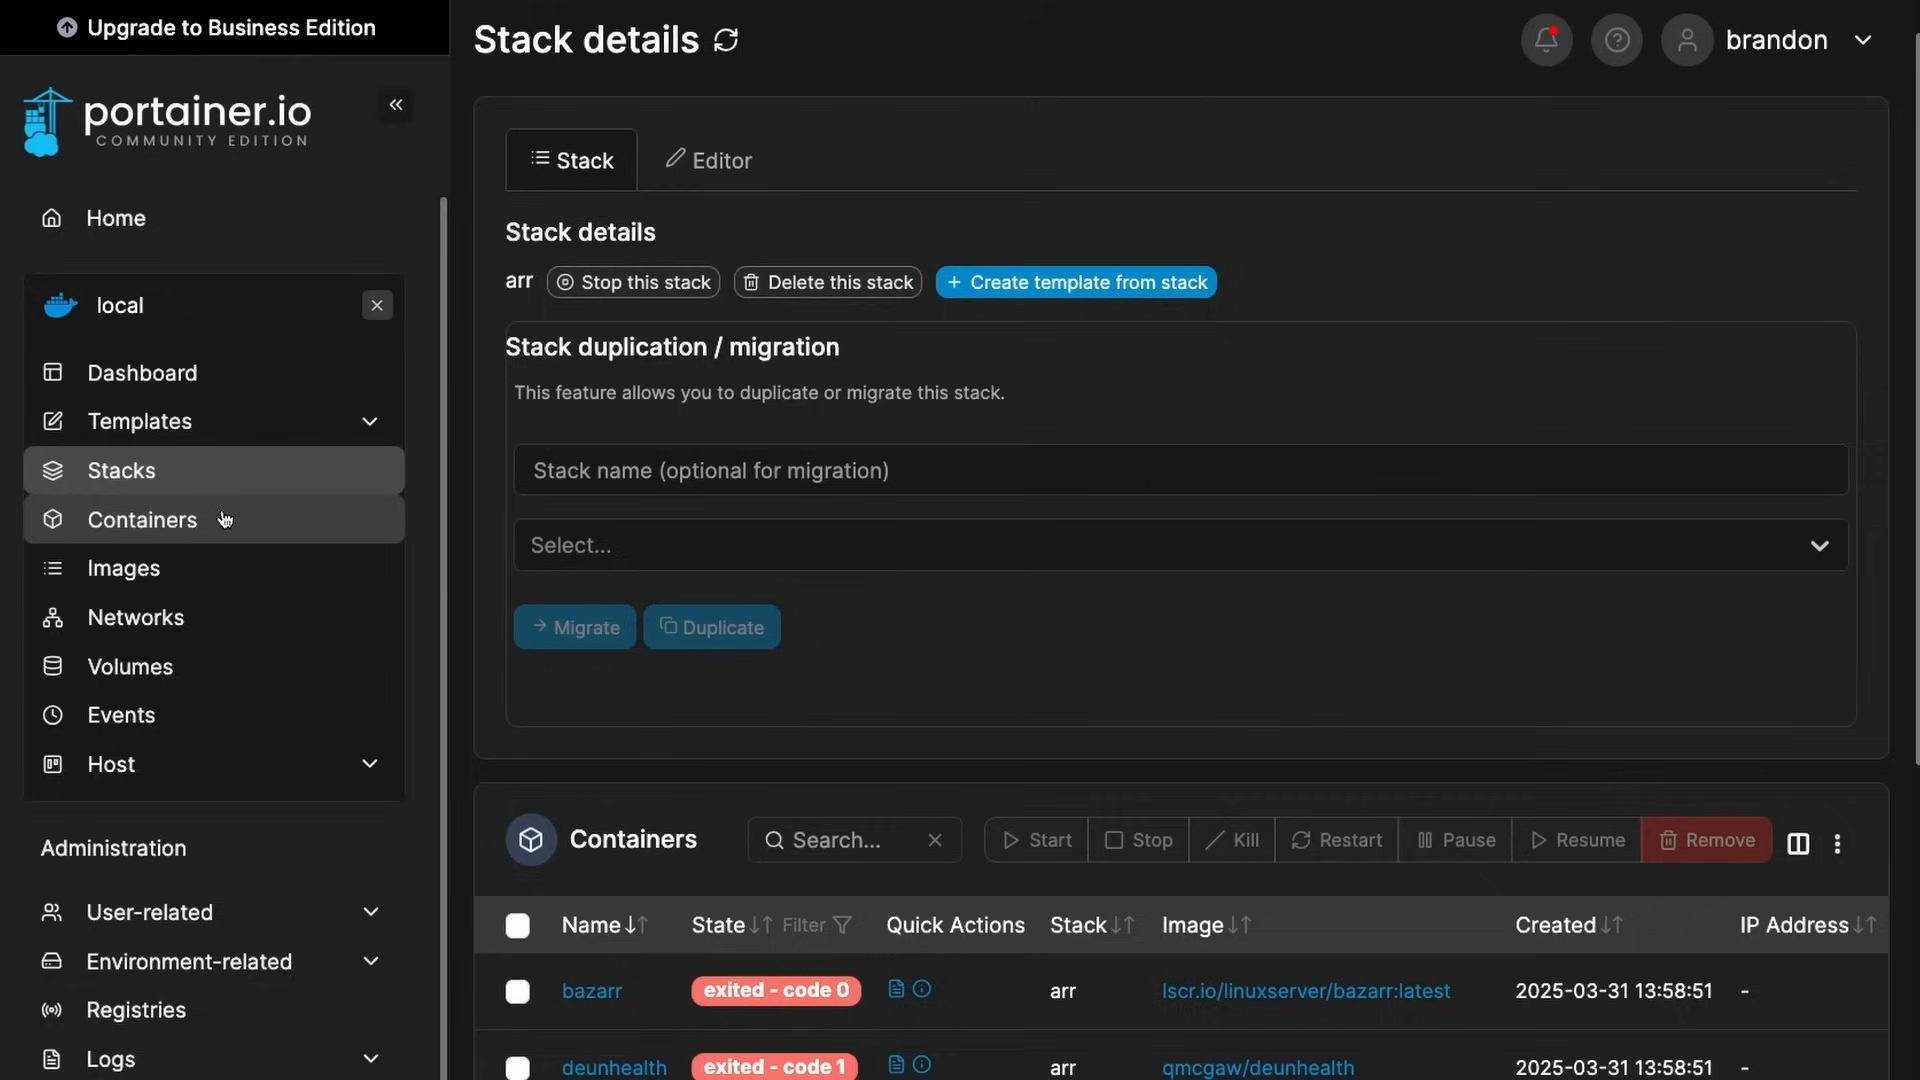 Upgrade to Business Edition
portainer.io
COMMUNITY EDITION
Home
local
Dashboard
Templates
Stacks
Containers
Images
Networks
Volumes
Events
Host
Administration
User-related
Environment-related
Registries
Logs
Stack details
brandon
Stack
Editor
Stack details
arr Stop this stack Delete this stack + Create template from stack
Stack duplication / migration
This feature allows you to duplicate or migrate this stack.
Stack name (optional for migration)
Select...
Migrate Duplicate
Containers Search... Start Stop Kill Restart Pause Resume Remove
Name State Filter Quick Actions Stack Image Created IP Address
bazarr exited - code 0 arr lscr.io/linuxserver/bazarr:latest 2025-03-31 13:58:51 -
deunhealth exited - code 1 arr qmcgaw/deunhealth 2025-03-31 13:58:51 -